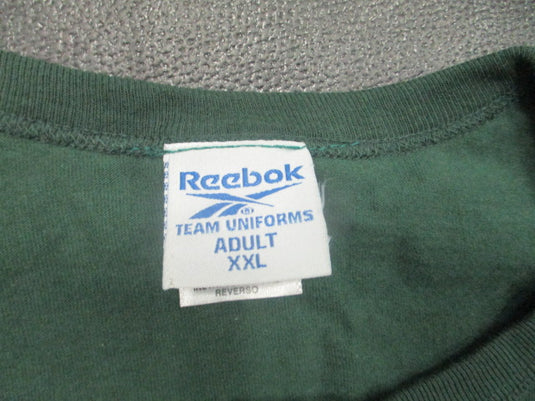 Reebok
TEAM UNIFORMS
ADULT
XXL
REVERSO